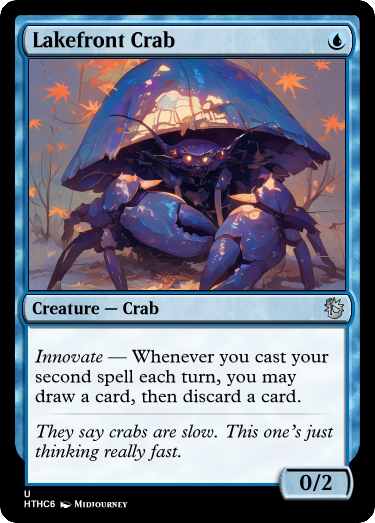 Lakefront Crab
Creature — Crab
Innovate — Whenever you cast your
second spell each turn, you may
draw a card, then discard a card.
They say crabs are slow. This one's just
thinking really fast.
0/2
U
HTHC6 Midjourney